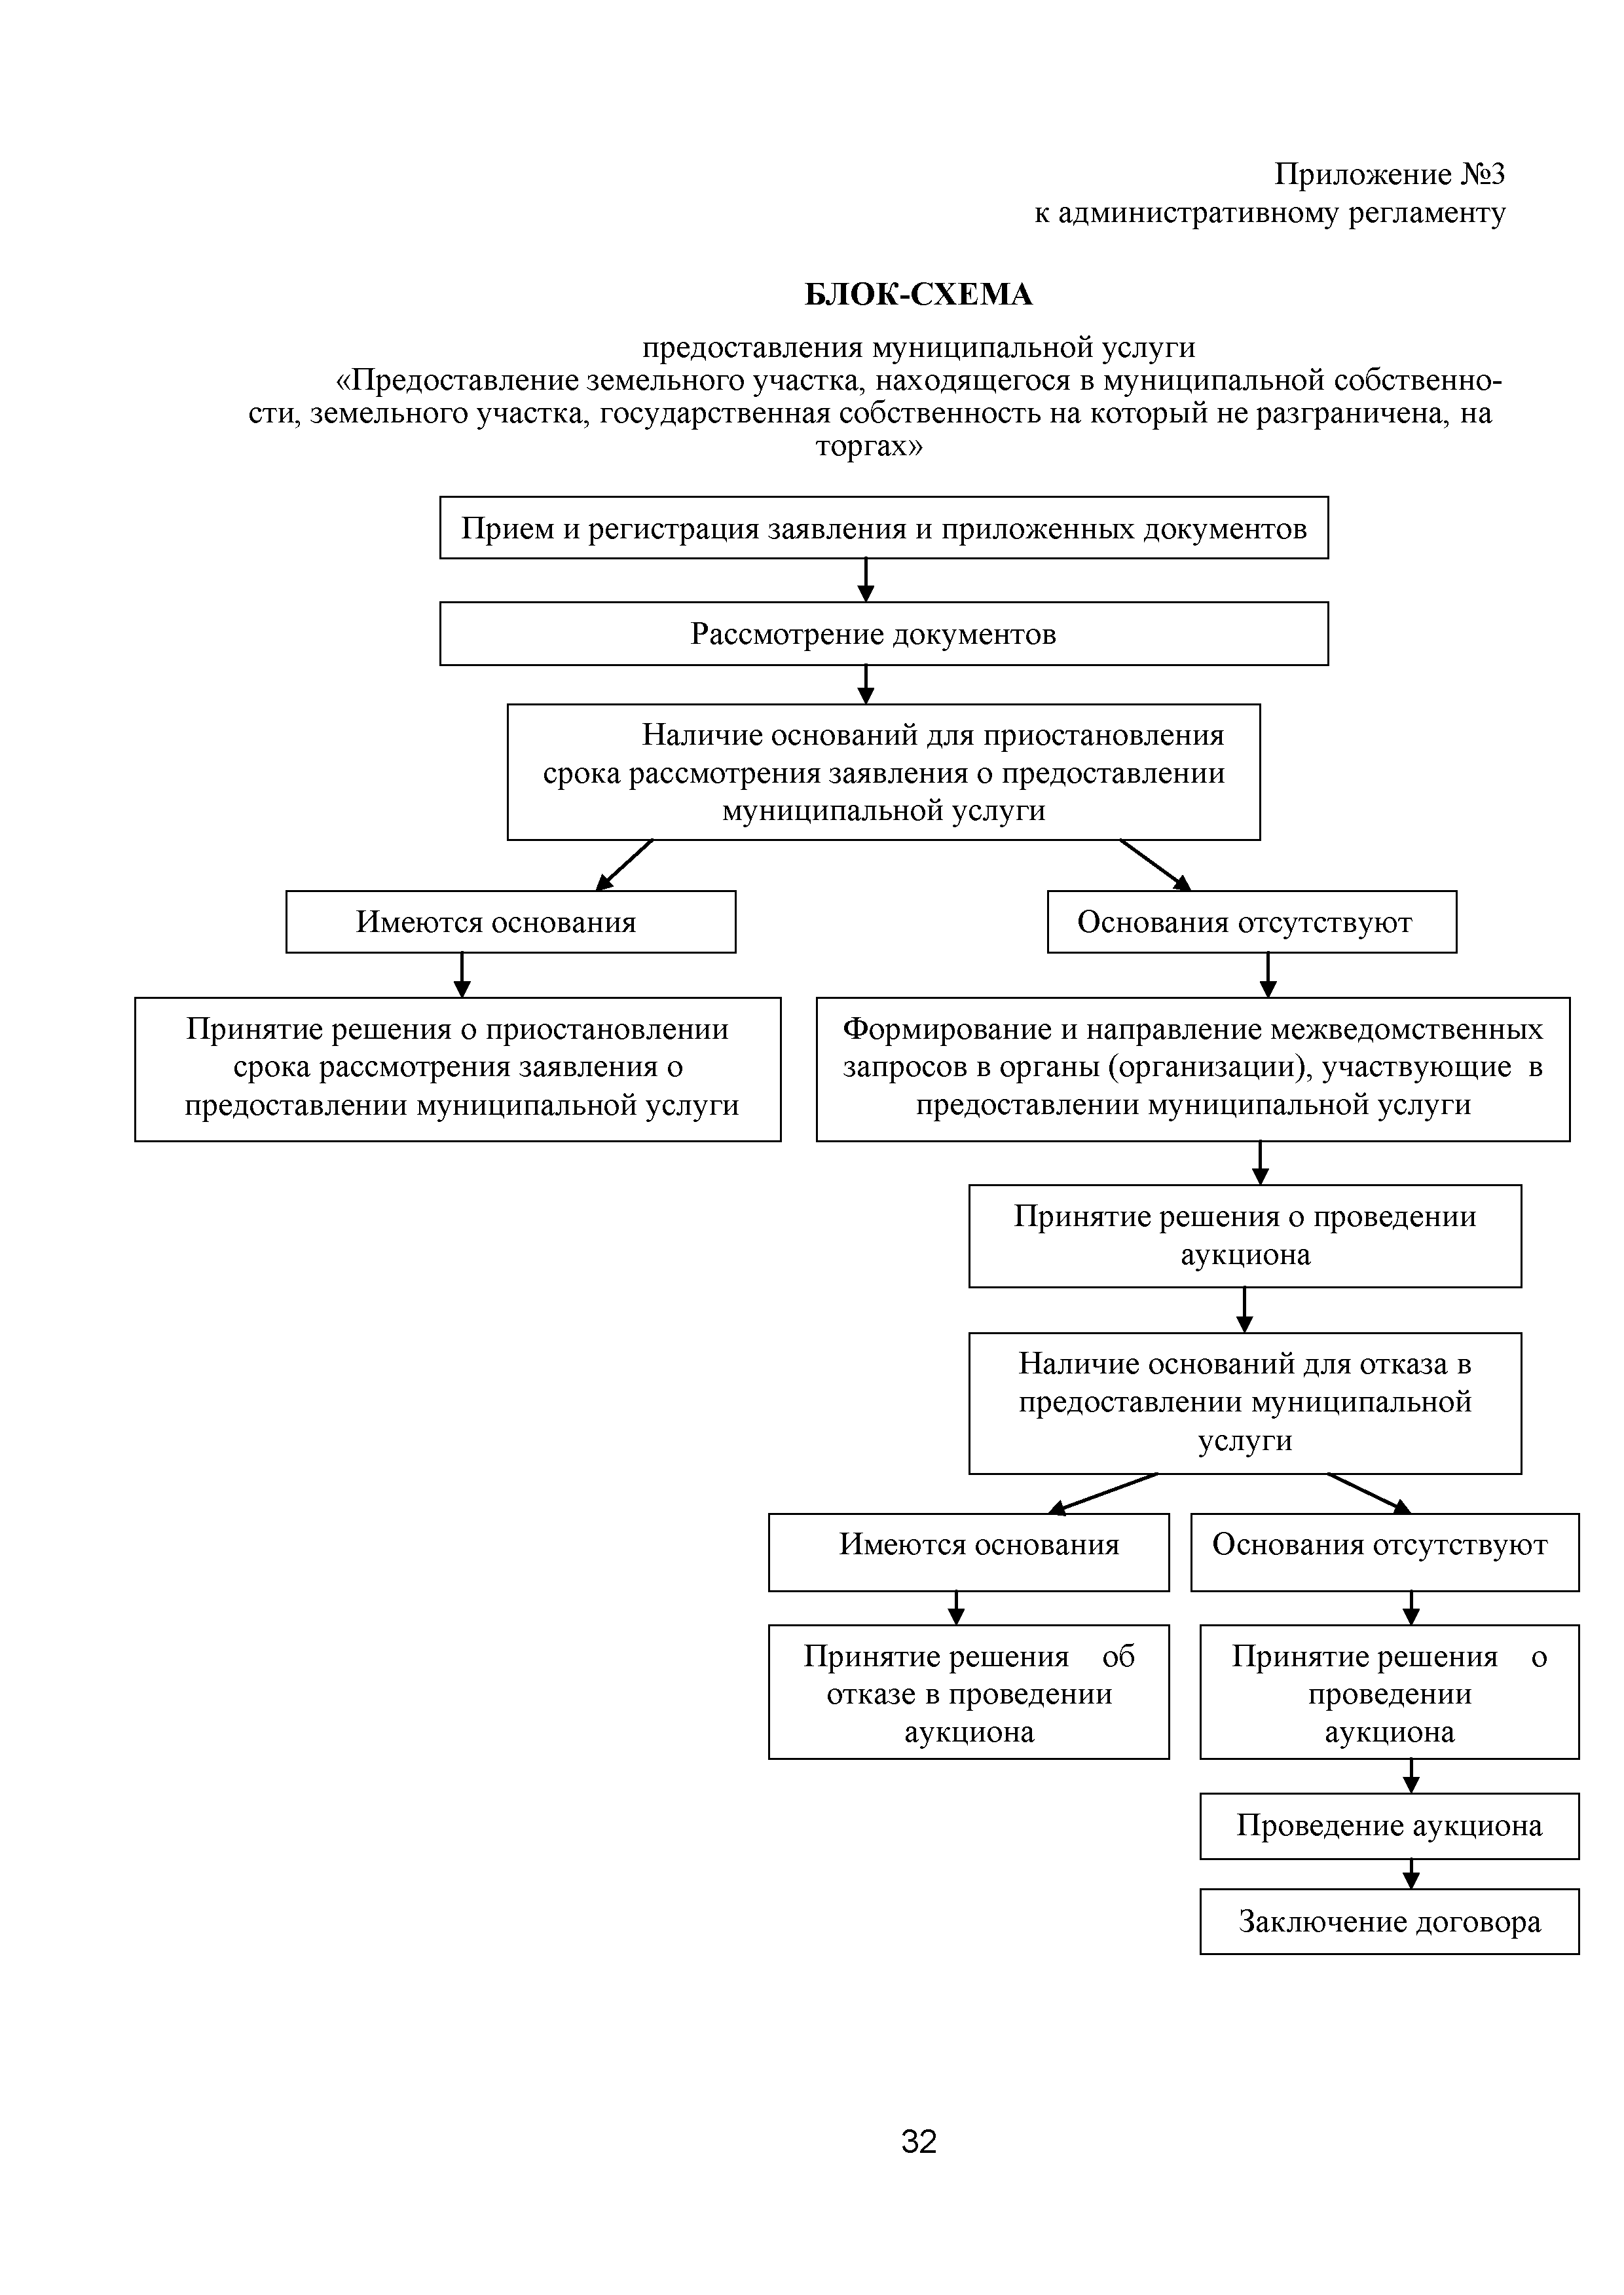 Приложение №3
к административному регламенту
БЛОК-СХЕМА
предоставления муниципальной услуги
«Предоставление земельного участка, находящегося в муниципальной собственно-
сти, земельного участка, государственная собственность на который не разграничена, на
торгах»
Прием и регистрация заявления и приложенных документов
Рассмотрение документов
Наличие оснований для приостановления
срока рассмотрения заявления о предоставлении
муниципальной услуги
Имеются основания
Основания отсутствуют
Принятие решения о приостановлении
срока рассмотрения заявления о
предоставлении муниципальной услуги
Формирование и направление межведомственных
запросов в органы (организации), участвующие в
предоставлении муниципальной услуги
Принятие решения о проведении
аукциона
Наличие оснований для отказа в
предоставлении муниципальной
услуги
Имеются основания
Основания отсутствуют
Принятие решения об
отказе в проведении
аукциона
Принятие решения о
проведении
аукциона
Проведение аукциона
Заключение договора
32